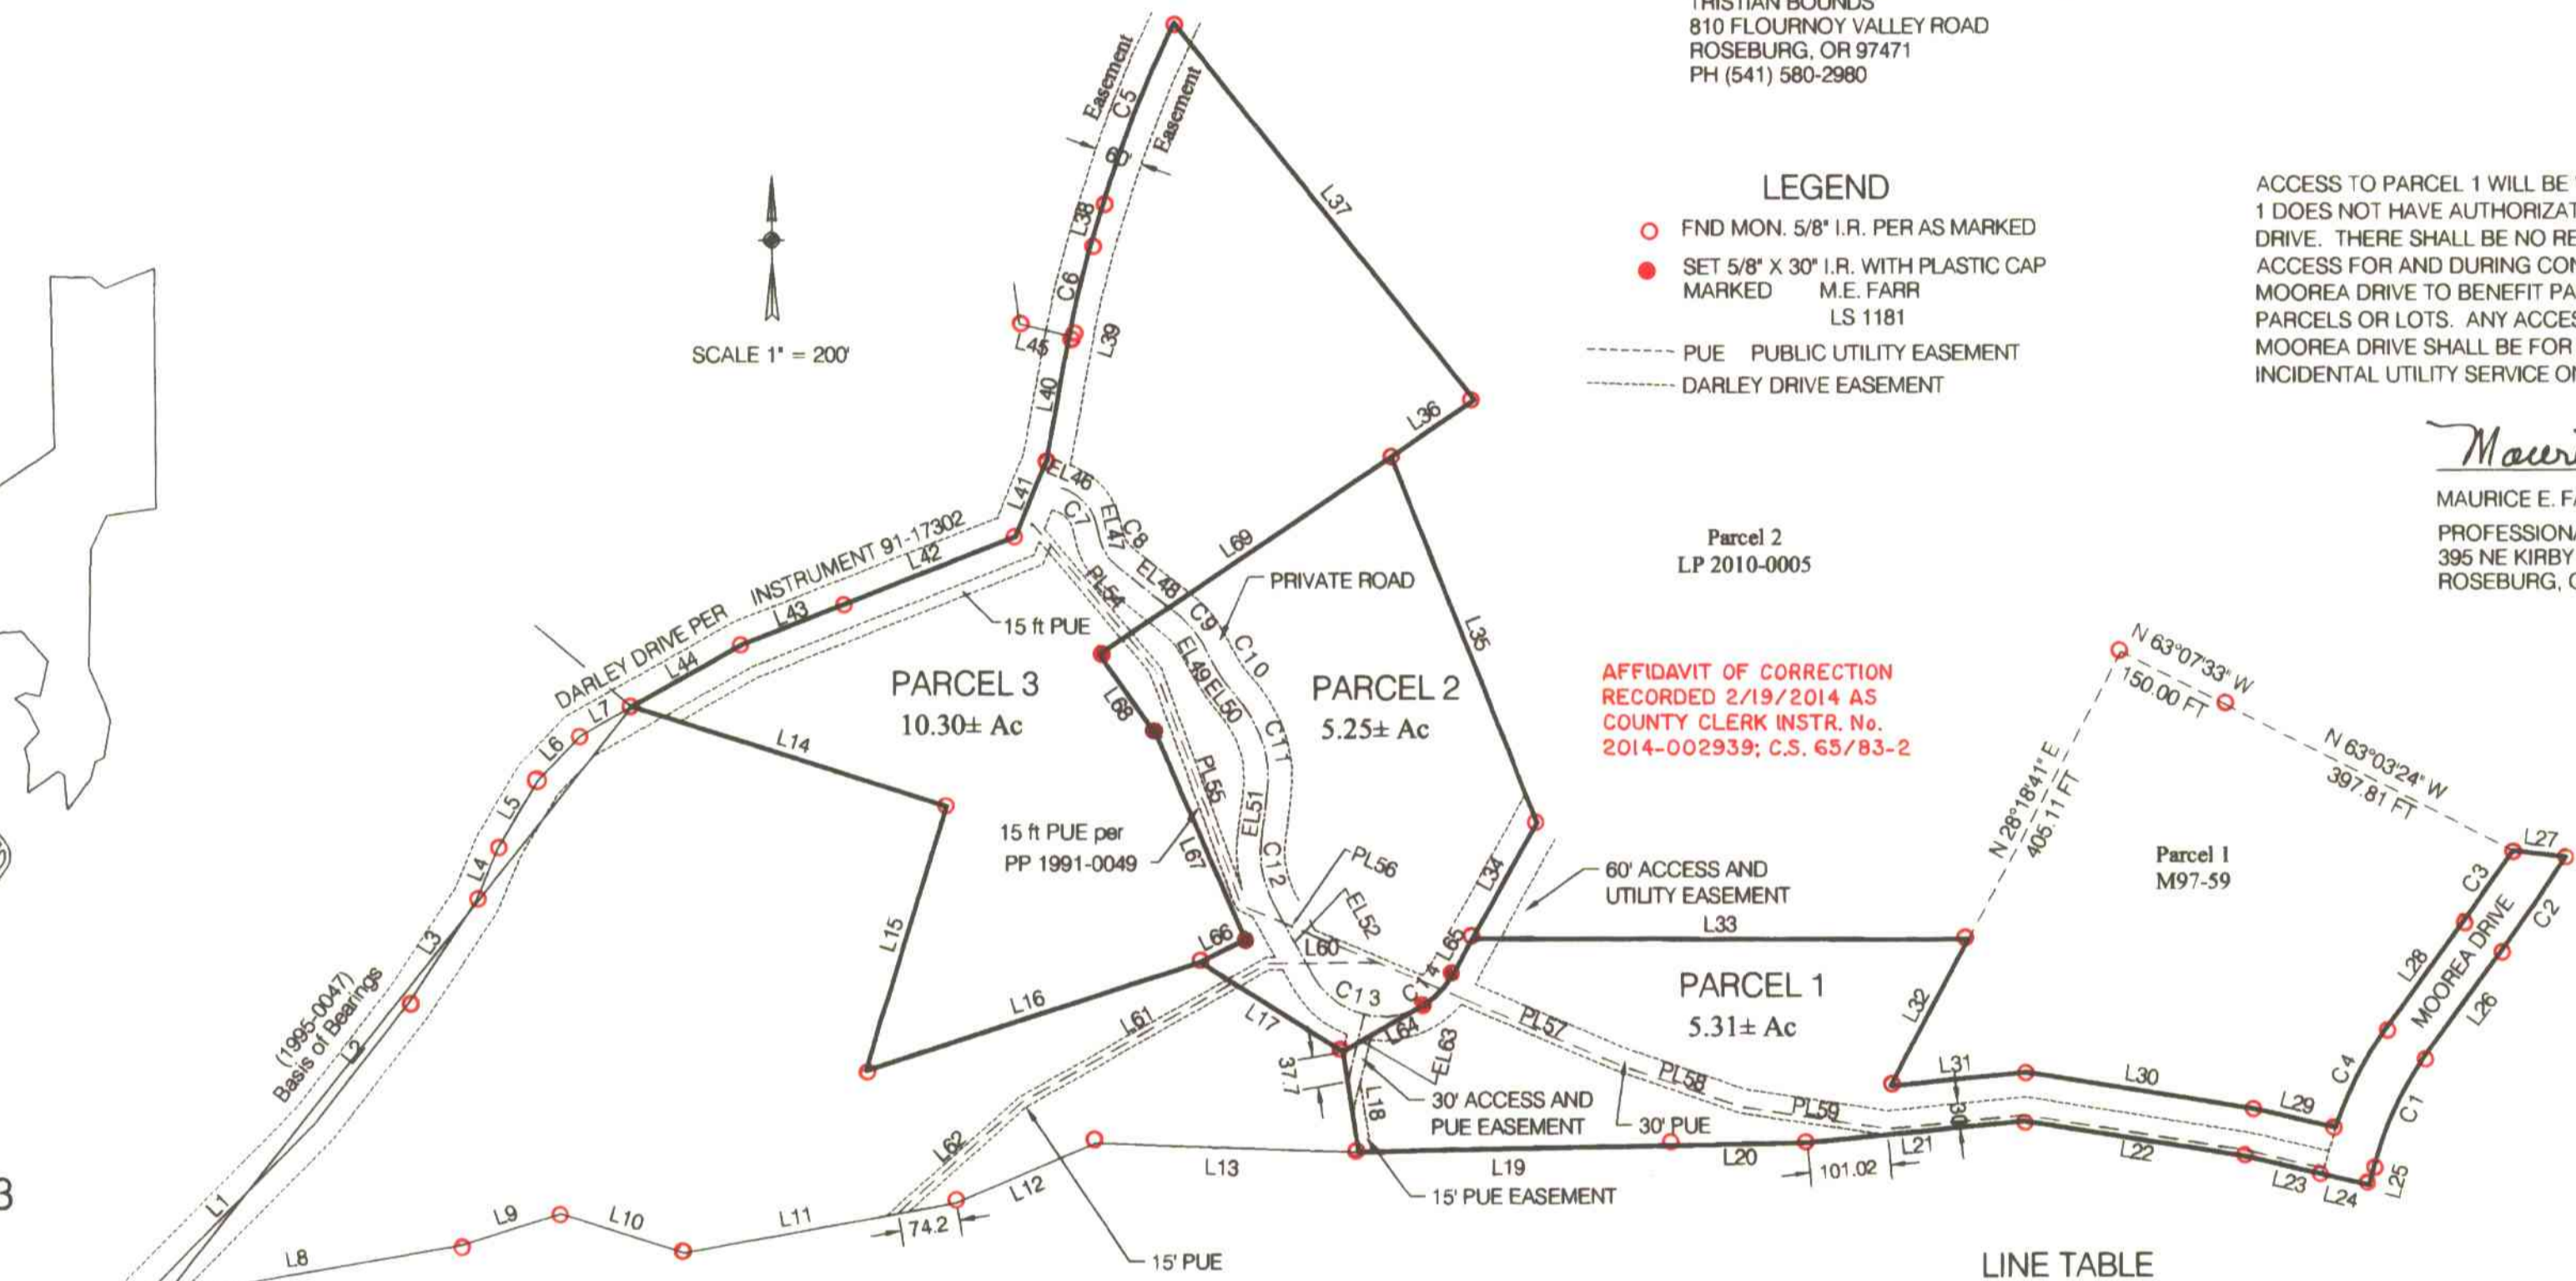 TRISTIAN BOUNDS
810 FLOURNOY VALLEY ROAD
ROSEBURG, OR 97471
PH (541) 580-2980
LEGEND
FND MON. 5/8" I.R. PER AS MARKED
SET 5/8" X 30" I.R. WITH PLASTIC CAP
MARKED M.E. FARR
LS 1181
PUE PUBLIC UTILITY EASEMENT
DARLEY DRIVE EASEMENT
ACCESS TO PARCEL 1 WILL BE
1 DOES NOT HAVE
DRIVE. THERE SHALL BE NO
ACCESS FOR AND DURING
MOOREA DRIVE TO BENEFIT
PARCELS OR LOTS. ANY
MOOREA DRIVE SHALL BE FOR
INCIDENTAL UTILITY SERVICE
MAURICE E.
395 NE KIRBY
SCALE 1" = 200'
Easement
Easement
C5
60
L38
C6
L45
L39
L40
L37
L36
L41
EL46
C7
EL47
C8
EL48
C9
C10
L69
PRIVATE ROAD
L35
Parcel 2
LP 2010-0005
DARLEY DRIVE PER INSTRUMENT 91-17302
L42
L43
L44
15 ft PUE
PL54
EL49
EL50
C11
L7
L6
L5
L4
L3
L2
L1
(1995-0047)
Basis of Bearings
PARCEL 3
10.30± Ac
L68
PARCEL 2
5.25± Ac
AFFIDAVIT OF CORRECTION
RECORDED 2/19/2014 AS
COUNTY CLERK INSTR. No.
2014-002939; C.S. 65/83-2
N 63°07'33" W
150.00 FT
N 63°03'24" W
397.81 FT
N 28°18'41" E
405.11 FT
L14
L15
L16
15 ft PUE per
PP 1991-0049
PL55
L67
EL51
C12
PL56
EL52
L66
L60
L34
60' ACCESS AND
UTILITY EASEMENT
L33
L65
C14
C13
L64
EL63
L17
37.7
L18
L61
L62
30' ACCESS AND
PUE EASEMENT
PARCEL 1
5.31± Ac
PL57
PL58
PL59
30' PUE
L32
L31
L30
L29
30
Parcel 1
M97-59
L27
C3
C2
L28
MOOREA DRIVE
L26
C4
C1
L25
L24
L23
L22
L21
101.02
L20
L19
15' PUE EASEMENT
L13
L12
74.2
L11
L10
L9
L8
15' PUE
3
LINE TABLE